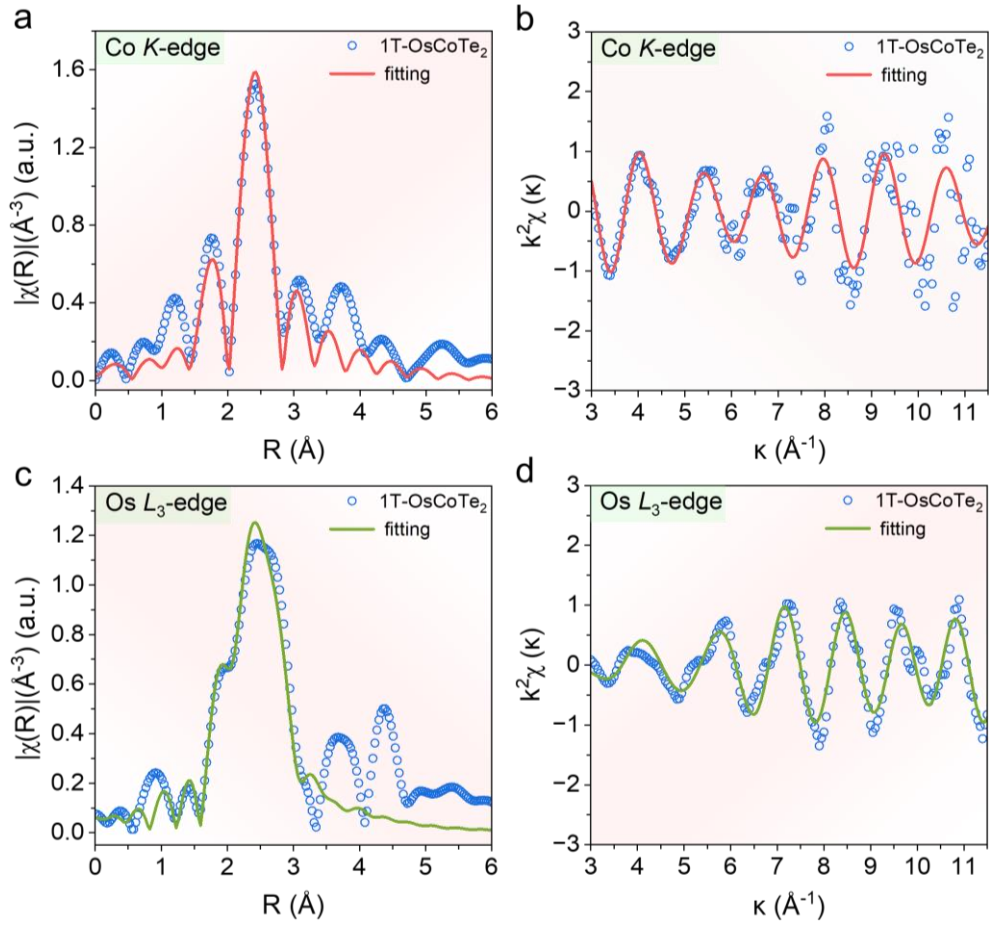 a
Co K-edge
1T-OsCoTe₂
fitting
|χ(R)|(Å⁻³) (a.u.)
1.6
1.2
0.8
0.4
0.0
0 1 2 3 4 5 6
R (Å)
b
Co K-edge
1T-OsCoTe₂
fitting
k²χ (κ)
3
2
1
0
−1
−2
−3
3 4 5 6 7 8 9 10 11
κ (Å⁻¹)
c
Os L₃-edge
1T-OsCoTe₂
fitting
|χ(R)|(Å⁻³) (a.u.)
1.4
1.2
1.0
0.8
0.6
0.4
0.2
0.0
0 1 2 3 4 5 6
R (Å)
d
Os L₃-edge
1T-OsCoTe₂
fitting
k²χ (κ)
3
2
1
0
−1
−2
−3
3 4 5 6 7 8 9 10 11
κ (Å⁻¹)